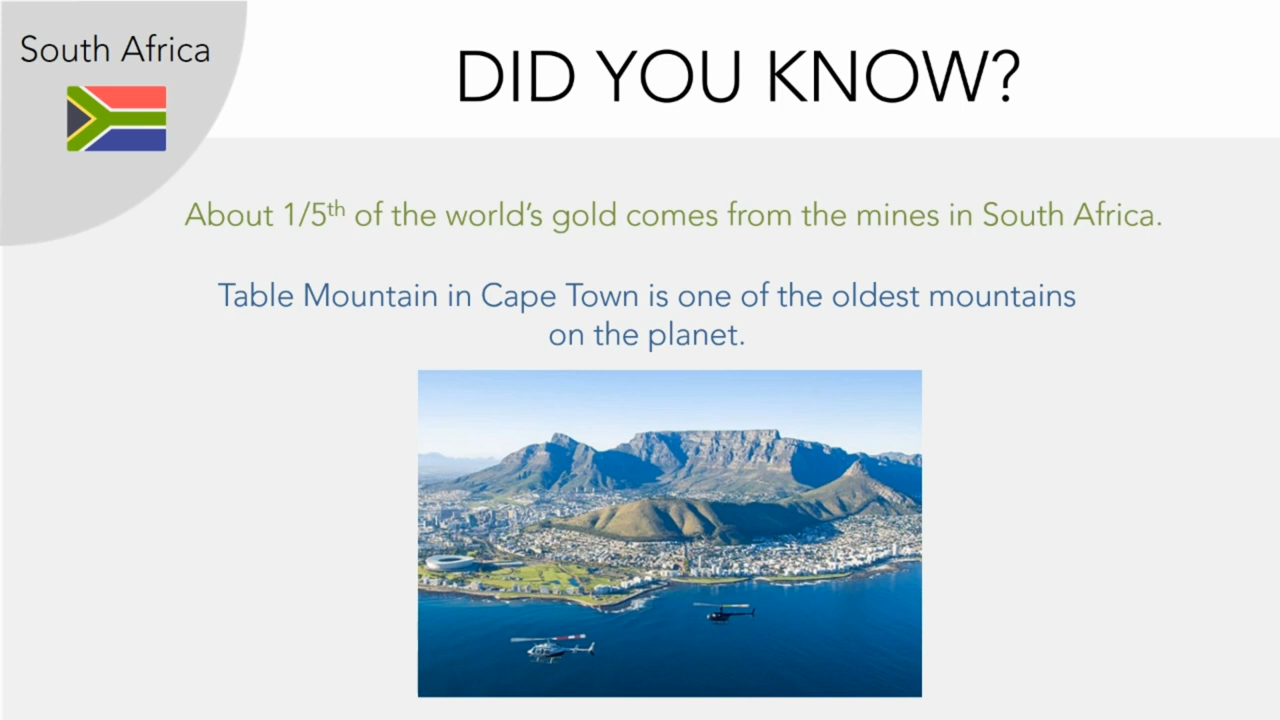 South Africa
DID YOU KNOW?
About 1/5th of the world’s gold comes from the mines in South Africa.
Table Mountain in Cape Town is one of the oldest mountains
on the planet.